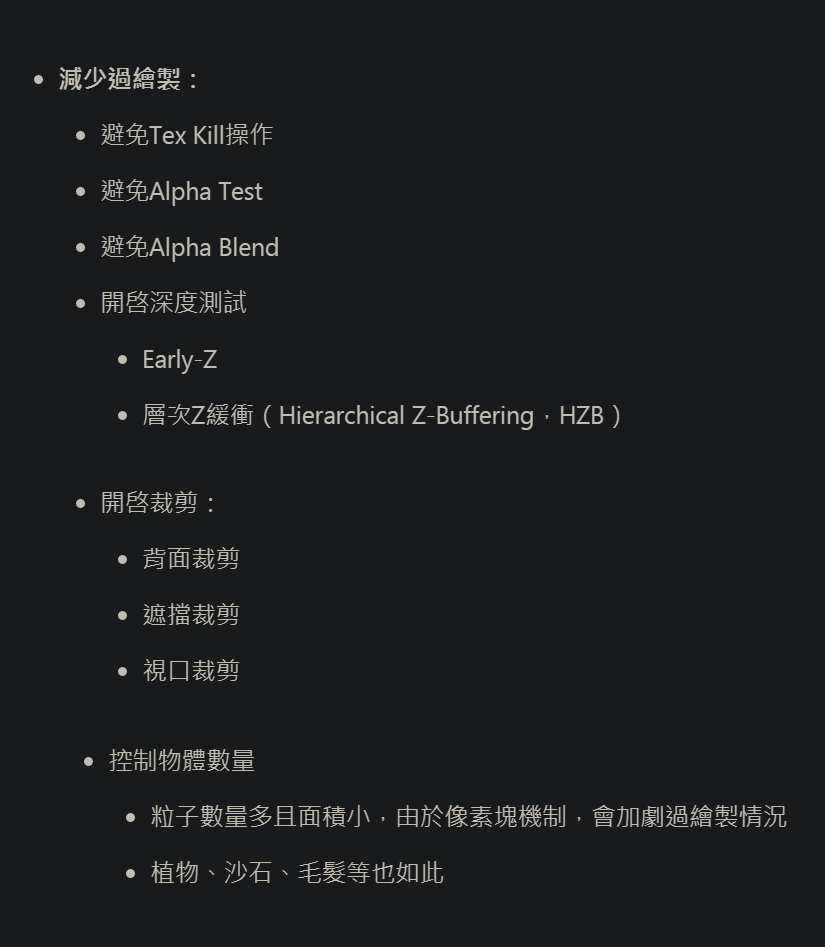 減少過繪製：
避免Tex Kill操作
避免Alpha Test
避免Alpha Blend
開啓深度測試
Early-Z
層次Z緩衝（Hierarchical Z-Buffering，HZB）
開啓裁剪：
背面裁剪
遮擋裁剪
視口裁剪
控制物體數量
粒子數量多且面積小，由於像素塊機制，會加劇過繪製情況
植物、沙石、毛髮等也如此